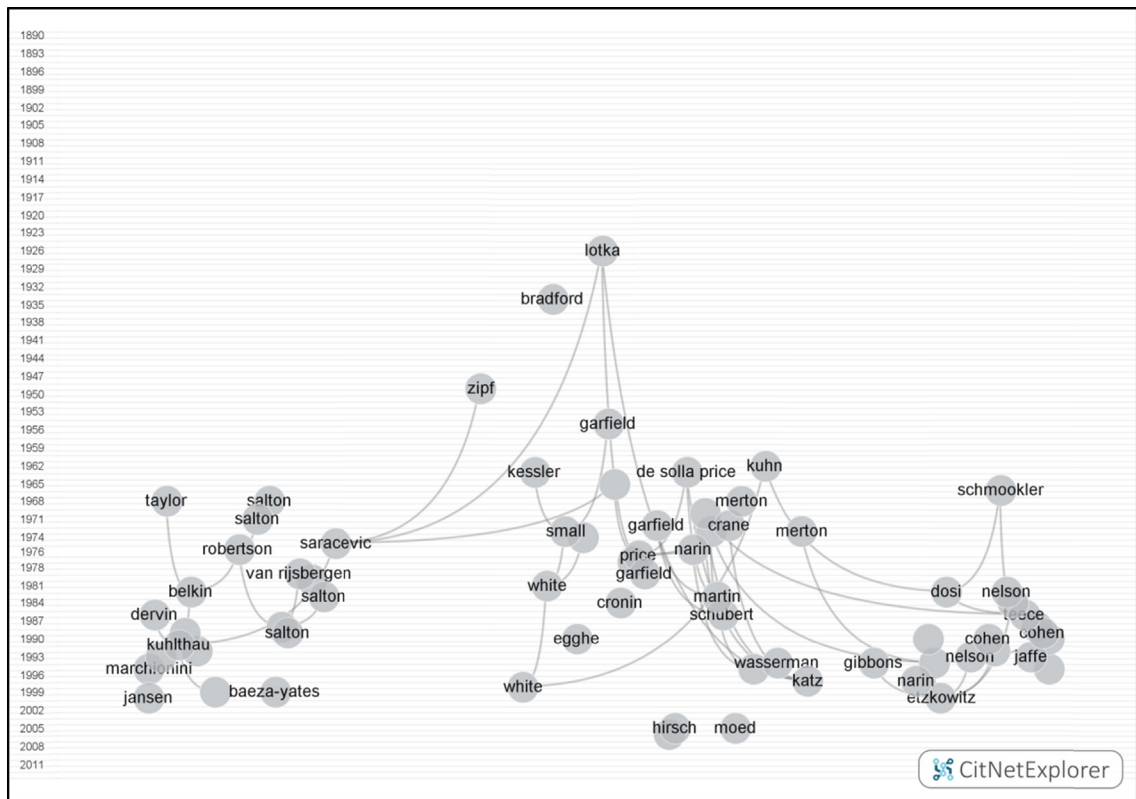 1890
1893
1896
1899
1902
1905
1908
1911
1914
1917
1920
1923
1926
lotka
1929
1932
bradford
1935
1938
1941
1944
1947
zipf
1950
1953
garfield
1956
1959
1962
kessler
de solla price
kuhn
1965
schmookler
1968
taylor
salton
merton
salton
1971
garfield
crane
small
merton
1974
saracevic
robertson
narin
1976
price
1978
van rijsbergen
garfield
1981
belkin
white
dosi
nelson
salton
martin
1984
cronin
dervin
schubert
teece
1987
salton
cohen
1990
kuhlthau
egghe
cohen
1993
nelson
jaffe
marchionini
wasserman
gibbons
1996
katz
narin
white
1999
jansen
baeza-yates
etzkowitz
2002
2005
hirsch
moed
2008
2011
CitNetExplorer